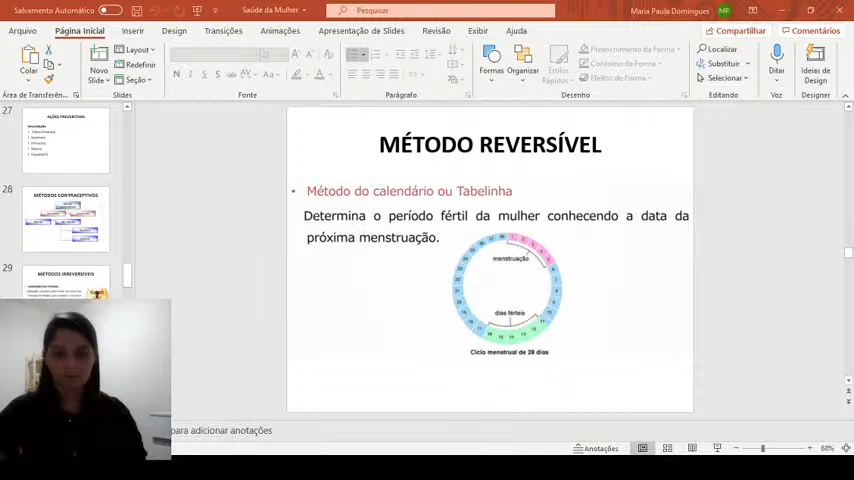 Salvamento Automático
Saúde da Mulher
Pesquisar
Maria Paula Domingues
MP
Arquivo
Página Inicial
Inserir
Design
Transições
Animações
Apresentação de Slides
Revisão
Exibir
Ajuda
Compartilhar
Comentários
Colar
Novo
Slide
Layout
Redefinir
Seção
N I S
Formas
Organizar
Estilos
Rápidos
Preenchimento da Forma
Contorno da Forma
Efeitos de Forma
Localizar
Substituir
Selecionar
Ditar
Ideias de
Design
Área de Transferên...
Slides
Fonte
Parágrafo
Desenho
Editando
Voz
Designer
27
AÇÕES PREVENTIVAS
28
MÉTODOS CONTRACEPTIVOS
29
MÉTODOS IRREVERSÍVEIS
MÉTODO REVERSÍVEL
• Método do calendário ou Tabelinha
Determina o período fértil da mulher conhecendo a data da
próxima menstruação.
menstruação
dias férteis
Ciclo menstrual de 28 dias
para adicionar anotações
Anotações
68%